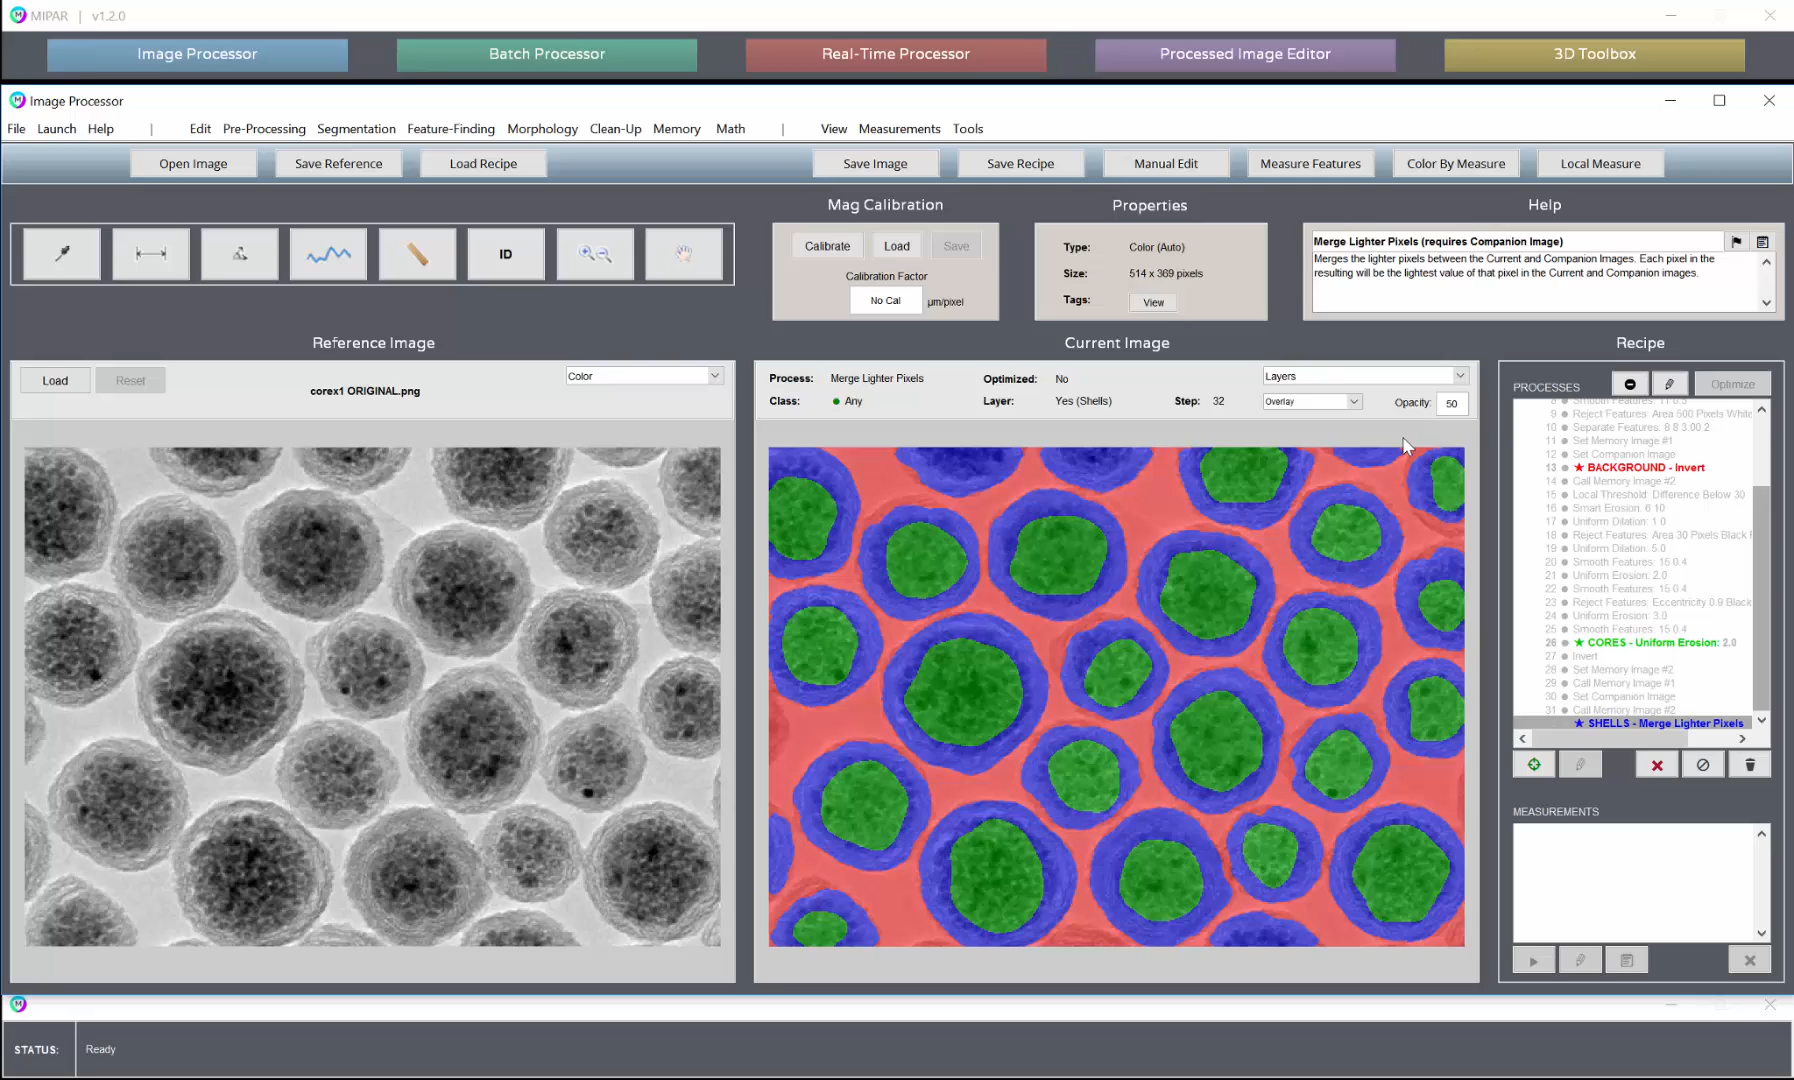 MIPAR | v1.2.0
Image Processor
Batch Processor
Real-Time Processor
Processed Image Editor
3D Toolbox
Image Processor
File Launch Help | Edit Pre-Processing Segmentation Feature-Finding Morphology Clean-Up Memory Math | View Measurements Tools
Open Image
Save Reference
Load Recipe
Save Image
Save Recipe
Manual Edit
Measure Features
Color By Measure
Local Measure
ID
Mag Calibration
Calibrate
Load
Save
Calibration Factor
No Cal
µm/pixel
Properties
Type: Color (Auto)
Size: 514 x 369 pixels
Tags: View
Help
Merge Lighter Pixels (requires Companion Image)
Merges the lighter pixels between the Current and Companion Images. Each pixel in the
resulting will be the lightest value of that pixel in the Current and Companion images.
Reference Image
Load
Reset
corex1 ORIGINAL.png
Color
Current Image
Process: Merge Lighter Pixels Optimized: No
Layers
Class: Any Layer: Yes (Shells) Step: 32
Overlay
Opacity: 50
Recipe
PROCESSES
Optimize
8 Smooth Features: 11 0.5
9 Reject Features: Area 500 Pixels White
10 Separate Features: 8 8 3.00 2
11 Set Memory Image #1
12 Set Companion Image
13 ★ BACKGROUND - Invert
14 Call Memory Image #2
15 Local Threshold: Difference Below 30
16 Smart Erosion: 6 10
17 Uniform Dilation: 1.0
18 Reject Features: Area 30 Pixels Black
19 Uniform Dilation: 5.0
20 Smooth Features: 15 0.4
21 Uniform Erosion: 2.0
22 Smooth Features: 15 0.4
23 Reject Features: Eccentricity 0.9 Black
24 Uniform Erosion: 3.0
25 Smooth Features: 15 0.4
26 ★ CORES - Uniform Erosion: 2.0
27 Invert
28 Set Memory Image #2
29 Call Memory Image #1
30 Set Companion Image
31 Call Memory Image #2
★ SHELLS - Merge Lighter Pixels
MEASUREMENTS
STATUS: Ready